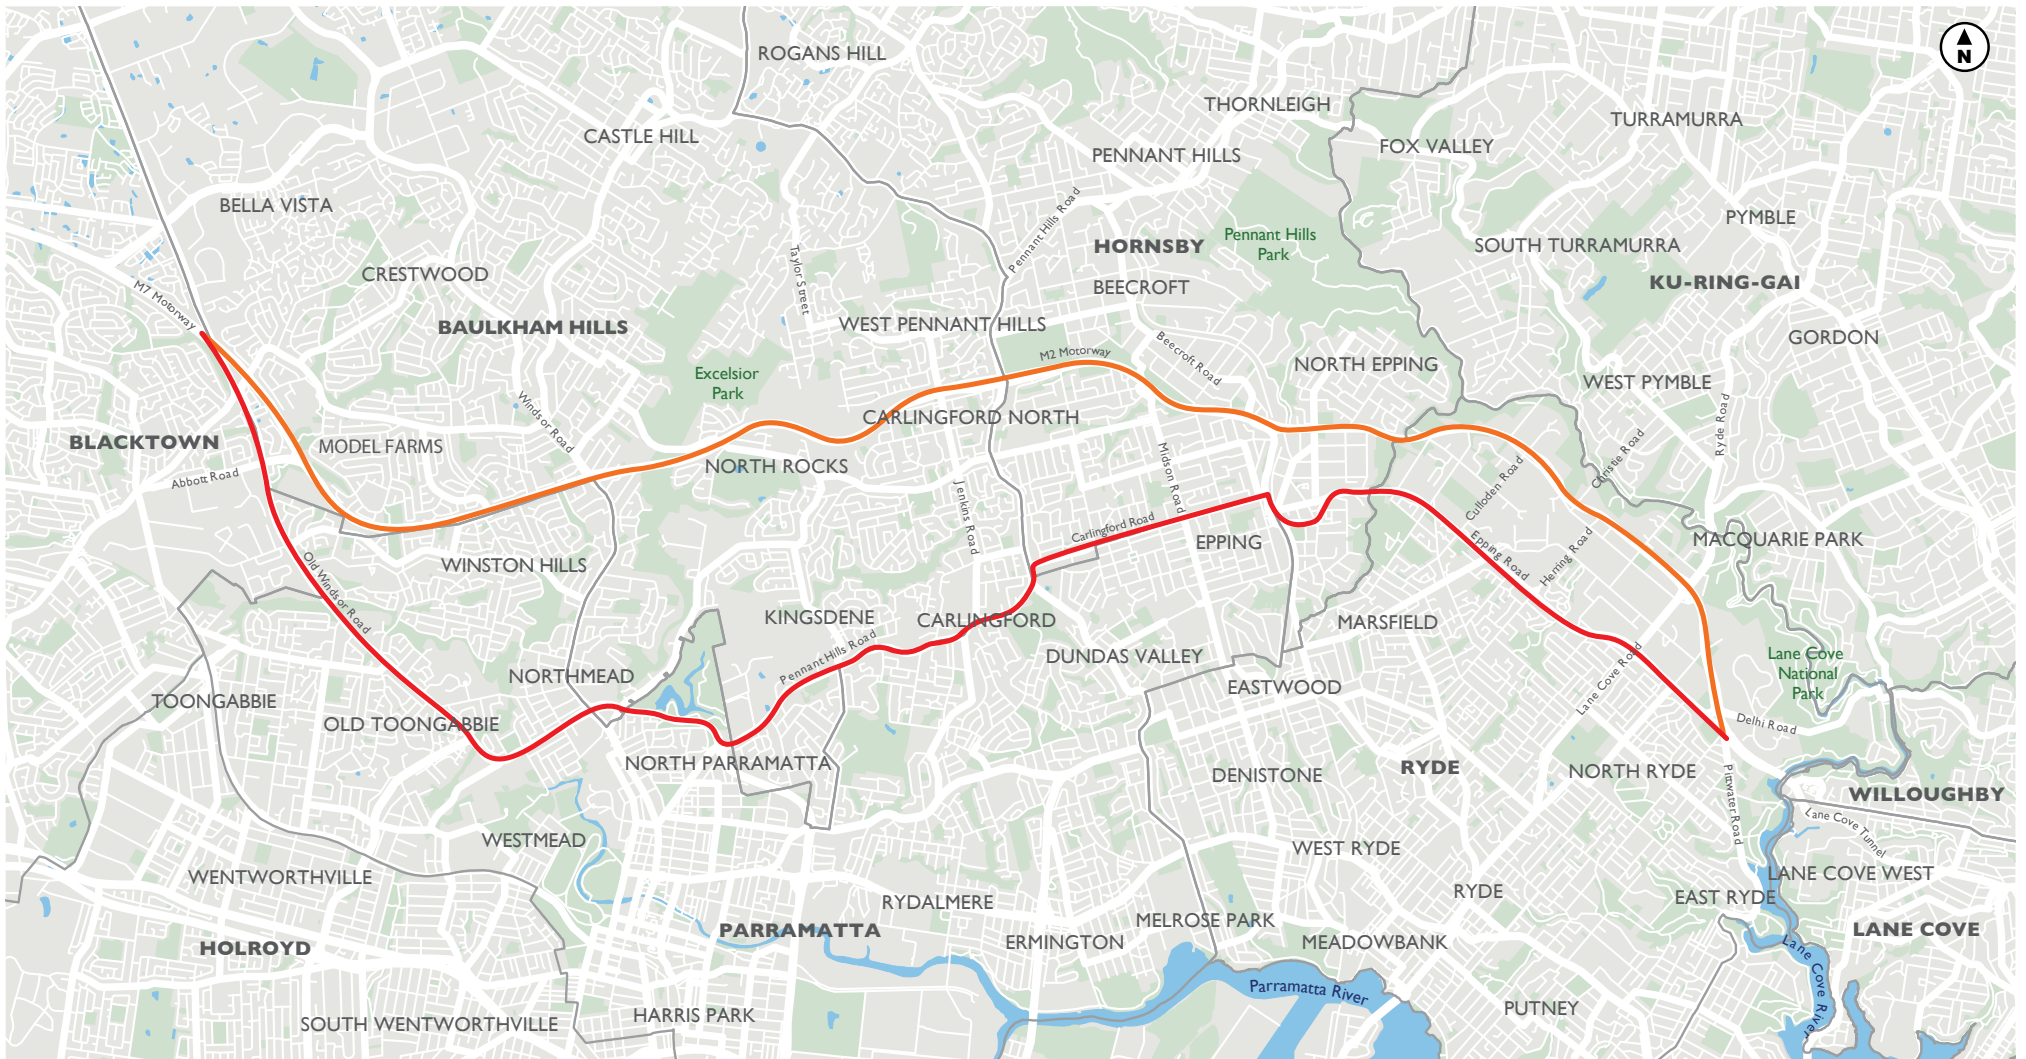 N
ROGANS HILL
THORNLEIGH
TURRAMURRA
CASTLE HILL
FOX VALLEY
PENNANT HILLS
BELLA VISTA
Pennant Hills Road
PYMBLE
HORNSBY
Pennant Hills
Park
SOUTH TURRAMURRA
CRESTWOOD
Taylor Street
BEECROFT
KU-RING-GAI
M7 Motorway
BAULKHAM HILLS
WEST PENNANT HILLS
GORDON
M2 Motorway
Beecroft Road
NORTH EPPING
Excelsior
Park
WEST PYMBLE
Windsor Road
CARLINGFORD NORTH
Ryde Road
BLACKTOWN
MODEL FARMS
Christie Road
NORTH ROCKS
Midson Road
Abbott Road
Culloden Road
Jenkins Road
Carlingford Road
EPPING
MACQUARIE PARK
WINSTON HILLS
Epping Road
Herring Road
Old Windsor Road
KINGSDENE
CARLINGFORD
MARSFIELD
Pennant Hills Road
DUNDAS VALLEY
Lane Cove
National
Park
NORTHMEAD
EASTWOOD
Lane Cove Road
TOONGABBIE
OLD TOONGABBIE
Delhi Road
NORTH PARRAMATTA
DENISTONE
RYDE
NORTH RYDE
WILLOUGHBY
Pittwater Road
Lane Cove Tunnel
WESTMEAD
WEST RYDE
WENTWORTHVILLE
LANE COVE WEST
RYDALMERE
RYDE
EAST RYDE
MELROSE PARK
PARRAMATTA
LANE COVE
HOLROYD
ERMINGTON
MEADOWBANK
Lane Cove River
Parramatta River
PUTNEY
SOUTH WENTWORTHVILLE
HARRIS PARK